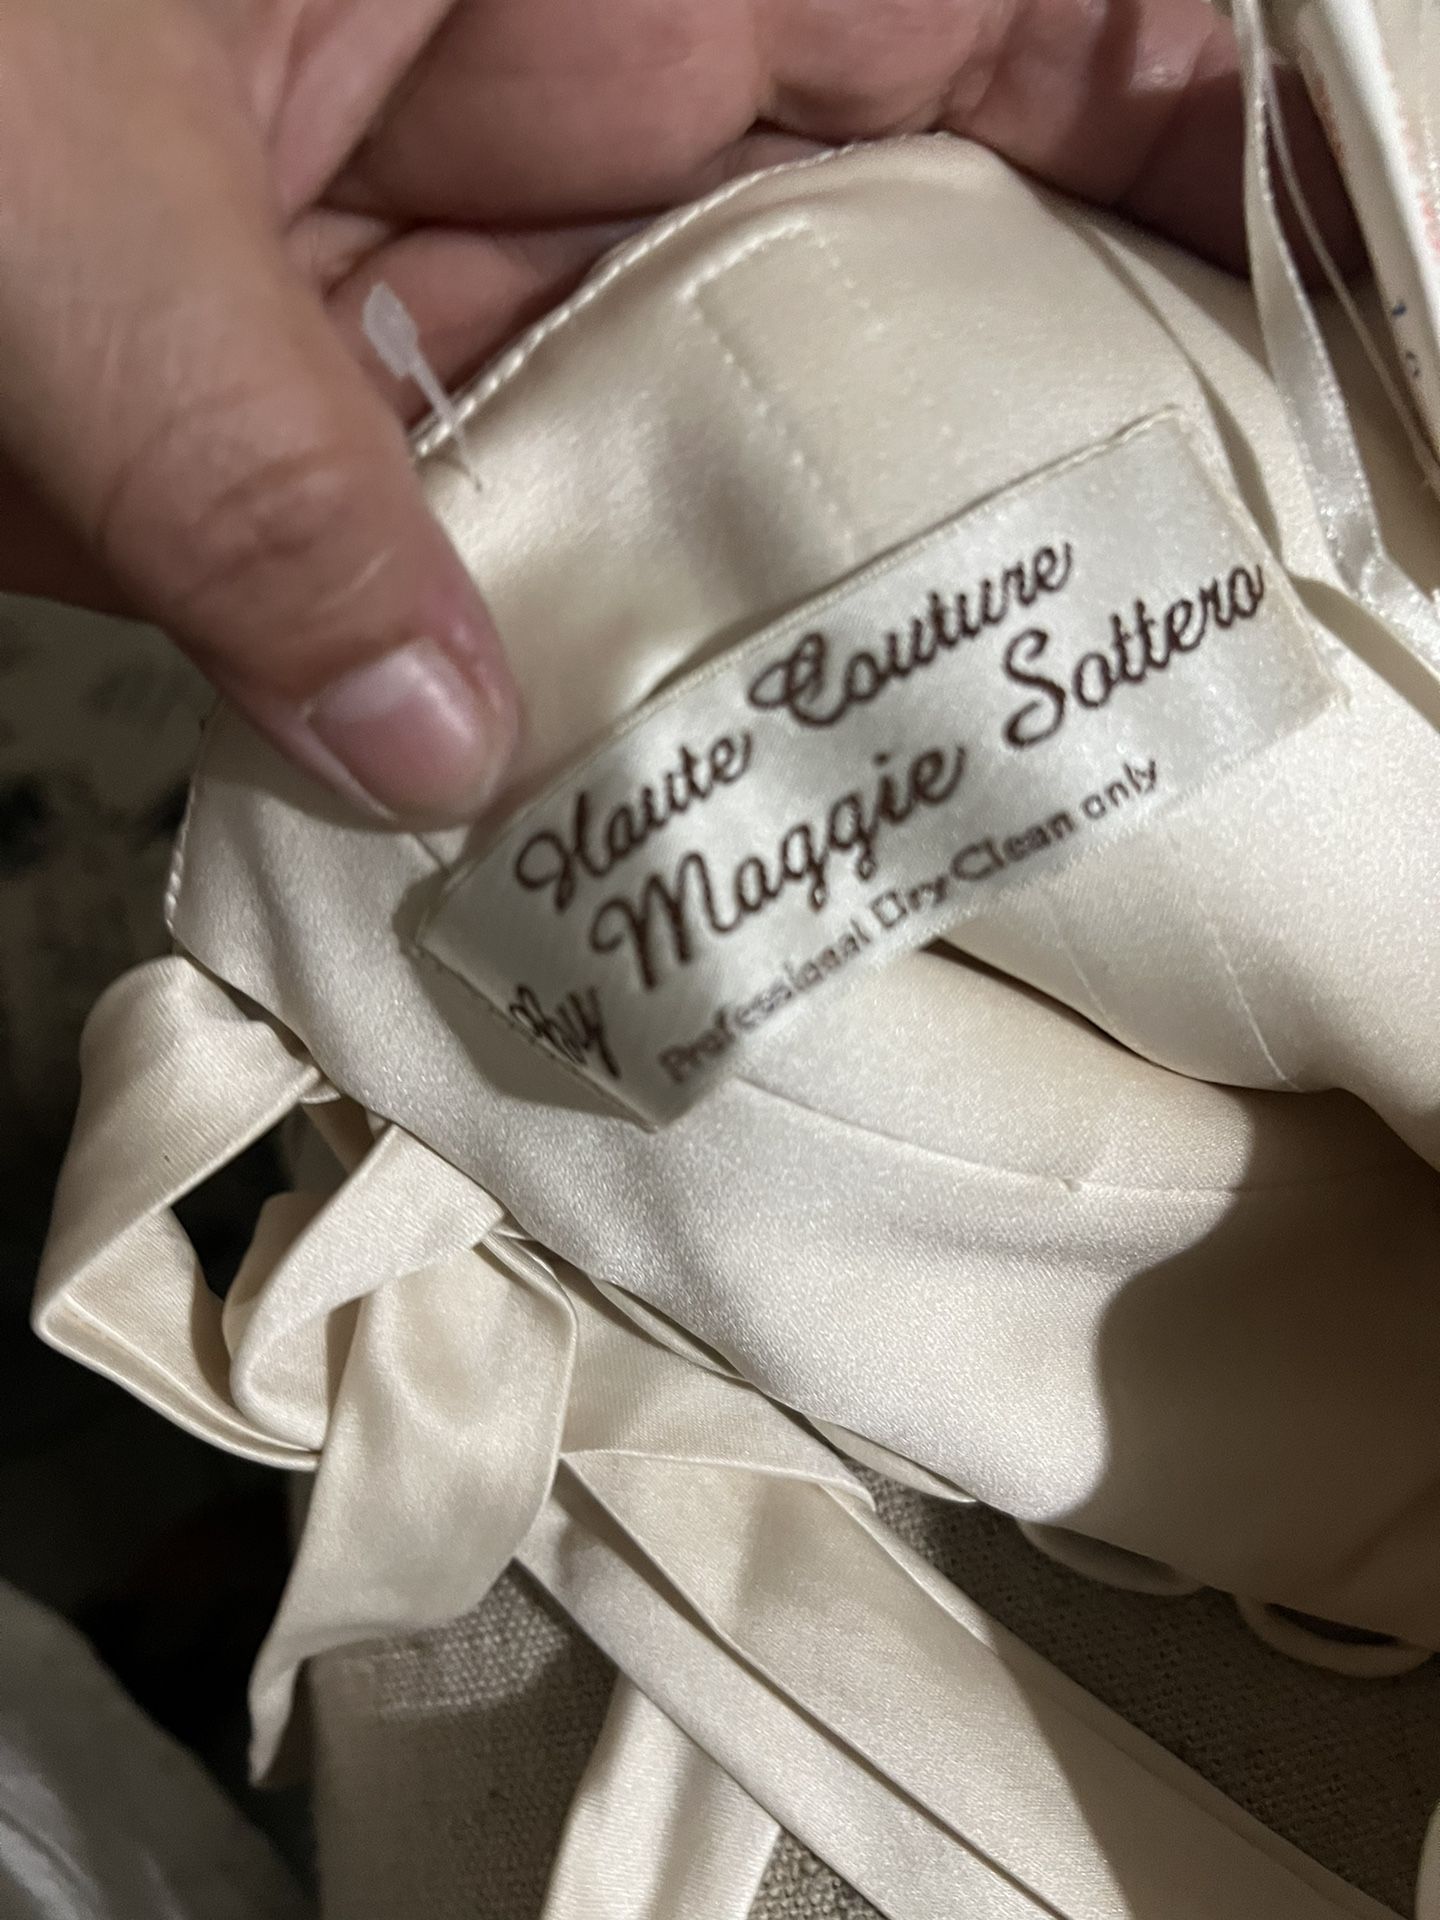 Haute Couture
By Maggie Sottero
Professional Dry-Clean only